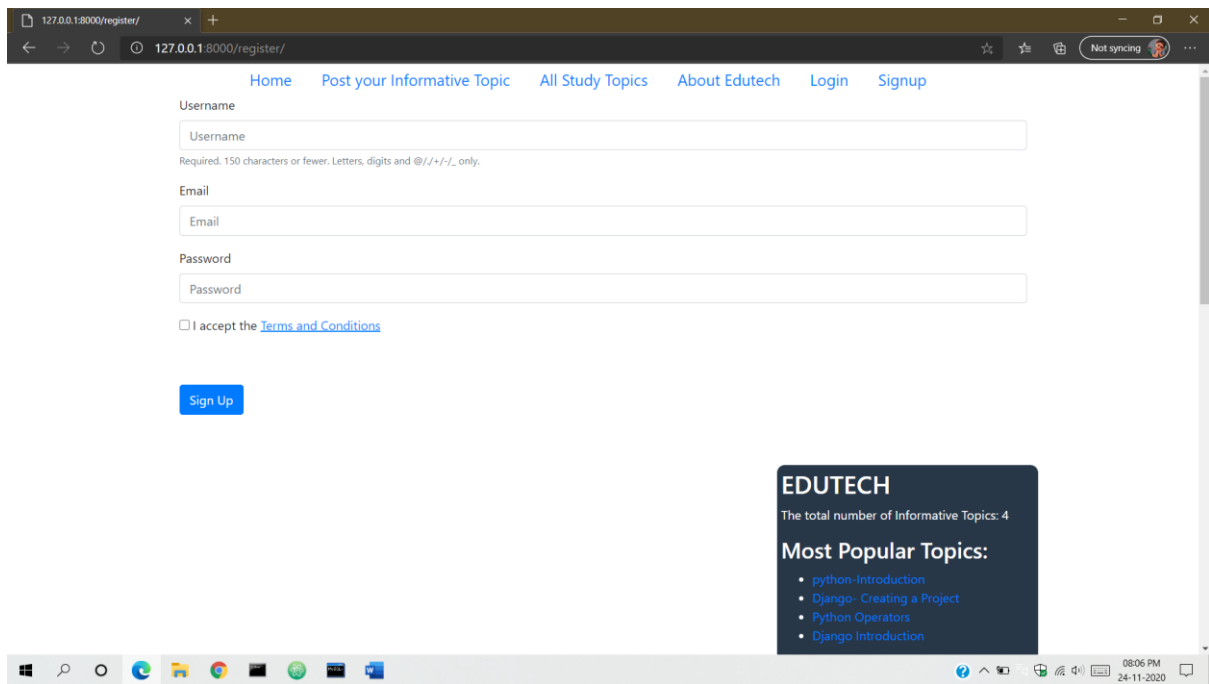 127.0.0.1:8000/register/
127.0.0.1:8000/register/
Not syncing
Home Post your Informative Topic All Study Topics About Edutech Login Signup
Username
Username
Required. 150 characters or fewer. Letters, digits and @/./+/-/_ only.
Email
Email
Password
Password
I accept the Terms and Conditions
Sign Up
EDUTECH
The total number of Informative Topics: 4
Most Popular Topics:
python-Introduction
Django- Creating a Project
Python Operators
Django Introduction
08:06 PM
24-11-2020